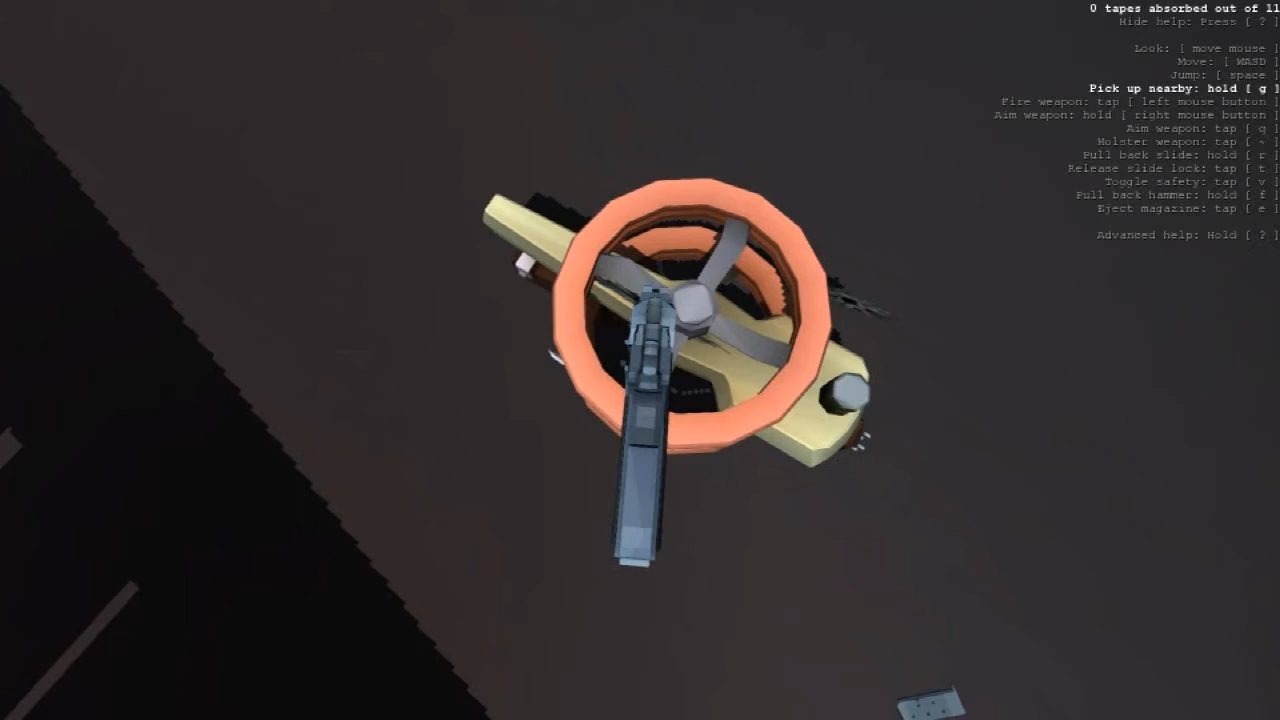 0 tapes absorbed out of 11
Hide help: Press [ ? ]
Look: [ move mouse ]
Move: [ WASD ]
Jump: [ space ]
Pick up nearby: hold [ g ]
Fire weapon: tap [ left mouse button ]
Aim weapon: hold [ right mouse button ]
Aim weapon: tap [ q ]
Holster weapon: tap [ ~ ]
Pull back slide: hold [ r ]
Release slide lock: tap [ t ]
Toggle safety: tap [ v ]
Pull back hammer: hold [ f ]
Eject magazine: tap [ e ]
Advanced help: Hold [ ? ]